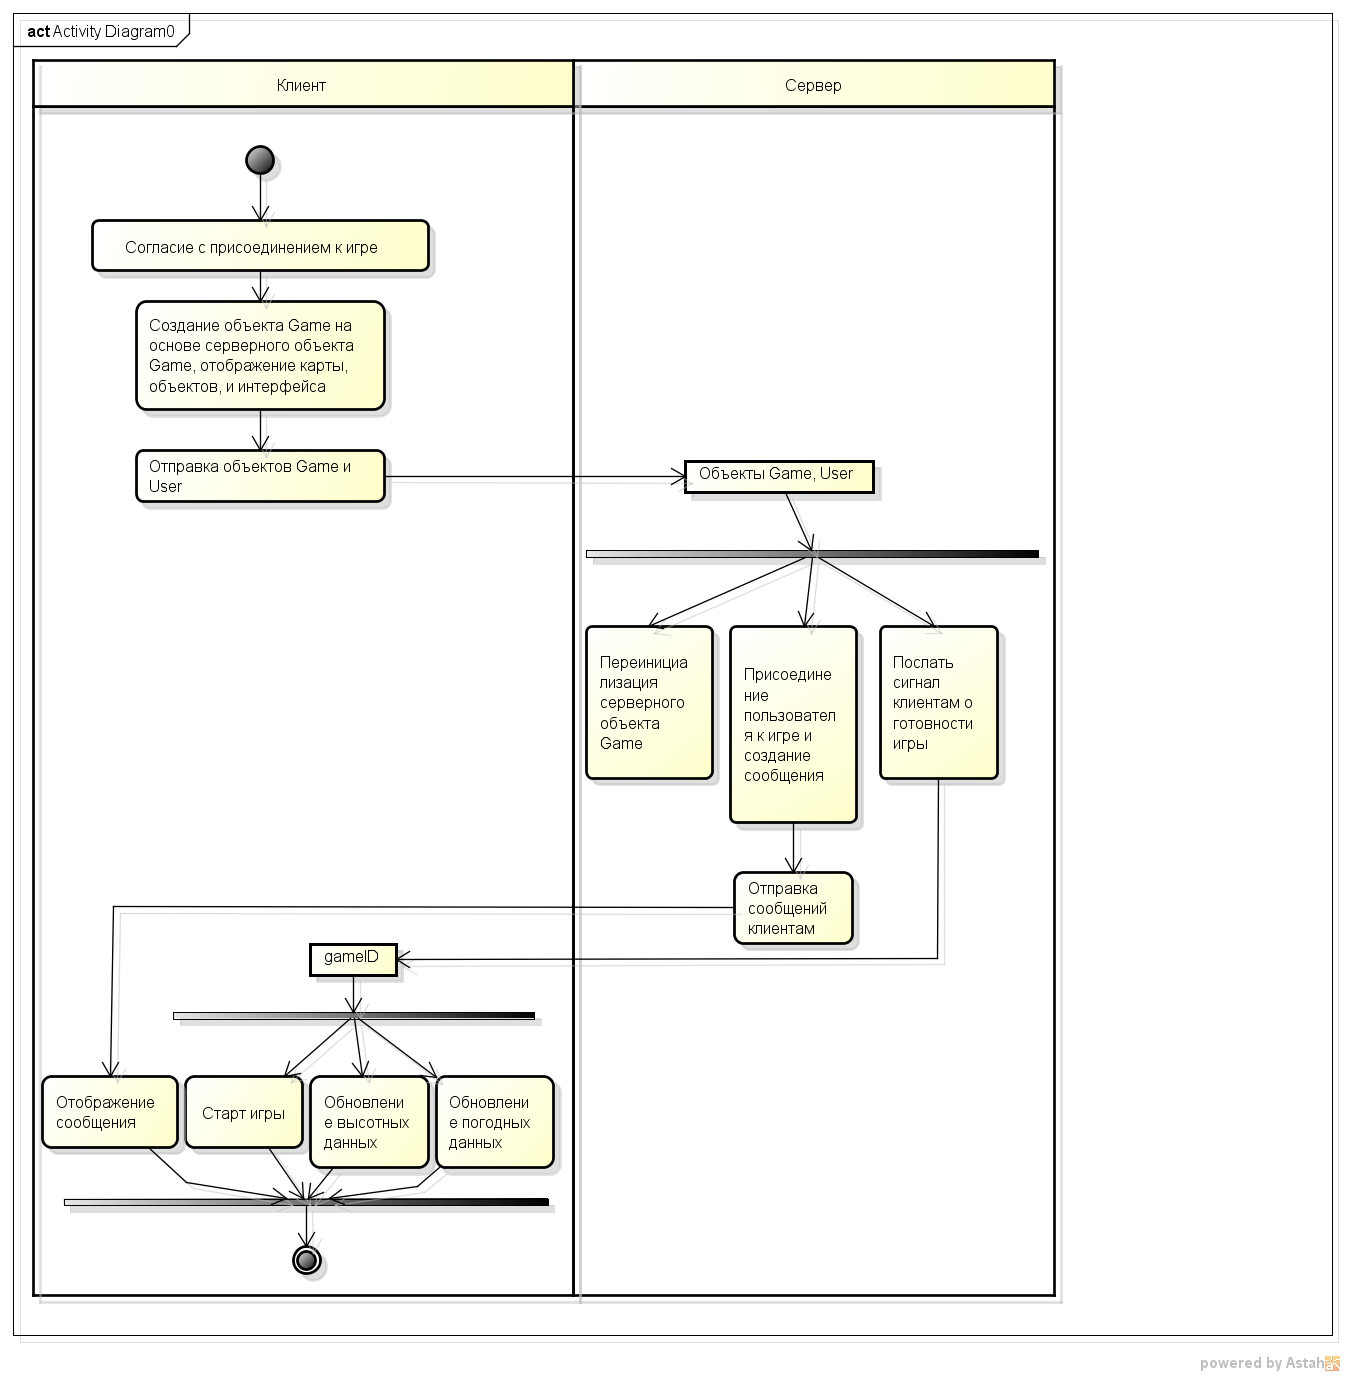 act Activity Diagram0
Клиент
Сервер
Согласие с присоединением к игре
Создание объекта Game на
основе серверного объекта
Game, отображение карты,
объектов, и интерфейса
Отправка объектов Game и
User
Объекты Game, User
Переинициа
лизация
серверного
объекта
Game
Присоедине
ние
пользовател
я к игре и
создание
сообщения
Послать
сигнал
клиентам о
готовности
игры
Отправка
сообщений
клиентам
gameID
Отображение
сообщения
Старт игры
Обновлени
е высотных
данных
Обновлени
е погодных
данных
powered by Astah